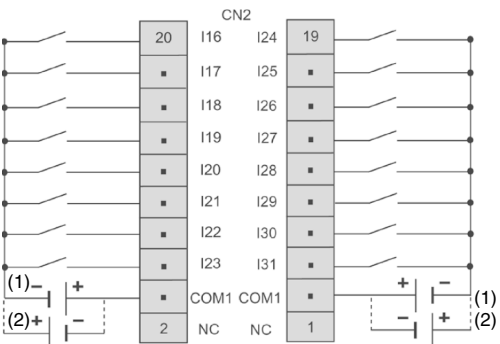 CN2
20 I16 I24 19
I17 I25
I18 I26
I19 I27
I20 I28
I21 I29
I22 I30
I23 I31
(1) − + + − (1)
COM1 COM1
(2) + − − + (2)
2 NC NC 1